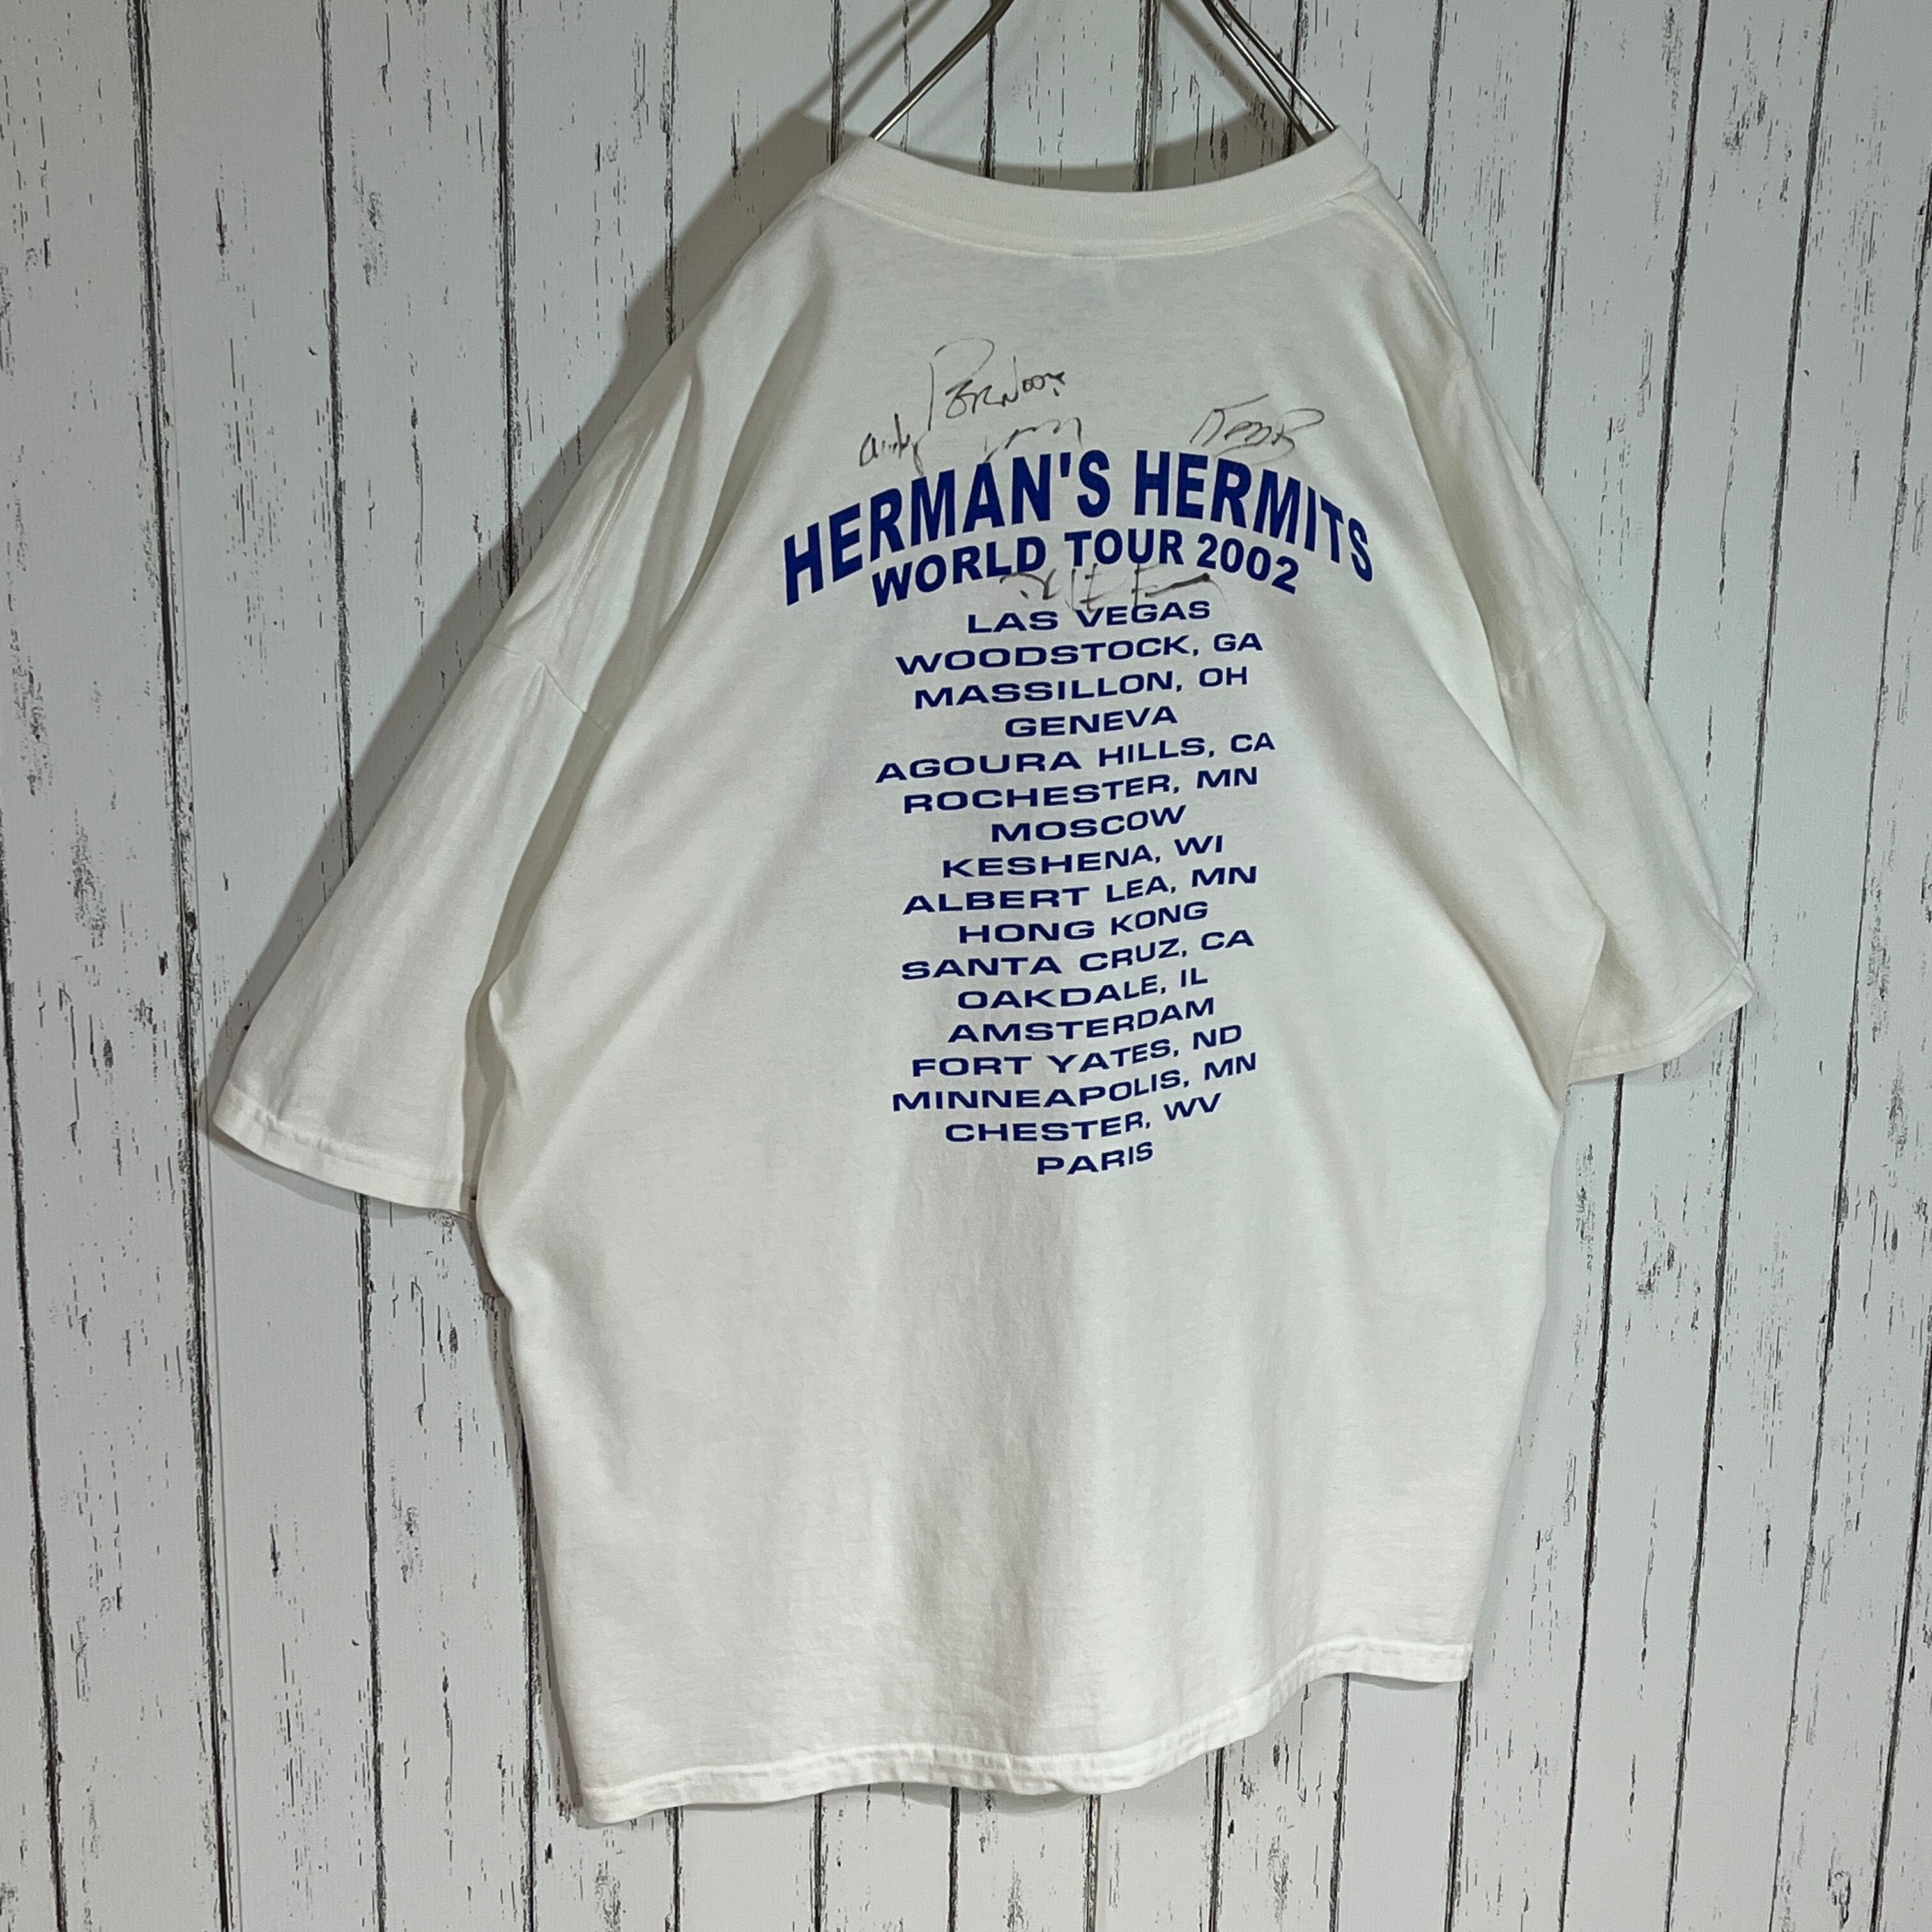 HERMAN'S HERMITS
WORLD TOUR 2002
LAS VEGAS
WOODSTOCK, GA
MASSILLON, OH
GENEVA
AGOURA HILLS, CA
ROCHESTER, MN
MOSCOW
KESHENA, WI
ALBERT LEA, MN
HONG KONG
SANTA CRUZ, CA
OAKDALE, IL
AMSTERDAM
FORT YATES, ND
MINNEAPOLIS, MN
CHESTER, WV
PARIS